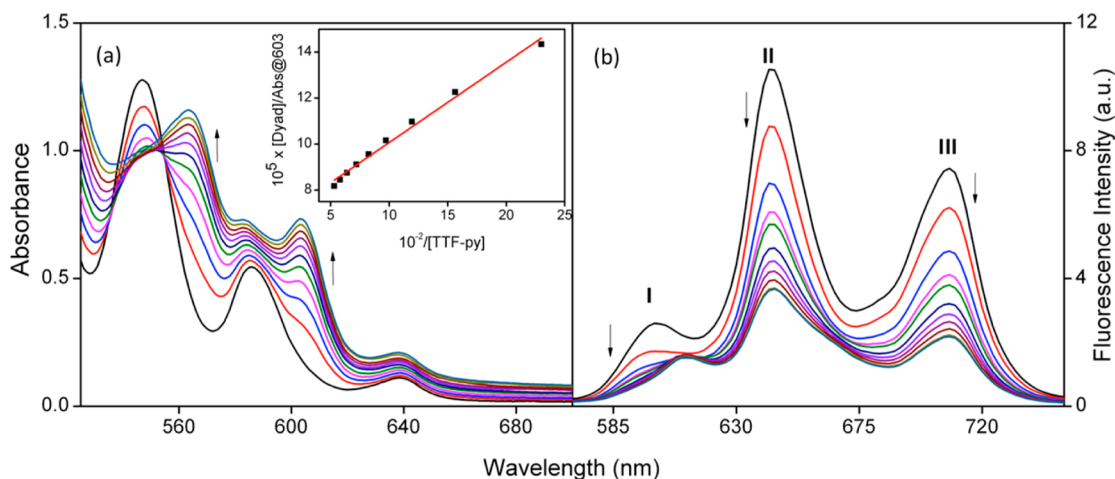 1.5
1.0
0.5
0.0
Absorbance
(a)
10⁵ x [Dyad]/Abs@603
14
12
10
8
5 10 15 20 25
10⁻²/[TTF-py]
560 600 640 680
(b)
I
II
III
12
8
4
0
Fluorescence Intensity (a.u.)
585 630 675 720
Wavelength (nm)